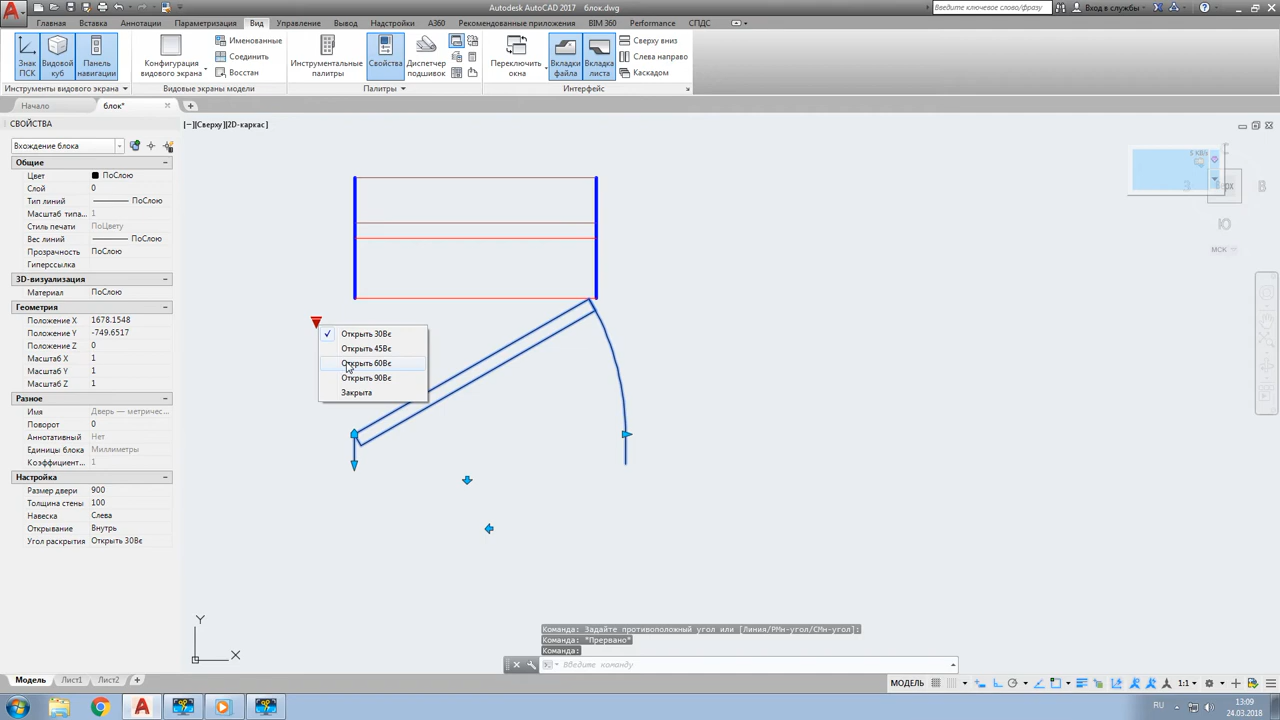 Autodesk AutoCAD 2017 блок.dwg
Введите ключевое слово/фразу
Вход в службы
Главная Вставка Аннотации Параметризация Вид Управление Вывод Надстройки A360 Рекомендованные приложения BIM 360 Performance СПДС
Знак ПСК
Видовой куб
Панель навигации
Конфигурация видового экрана
Именованные
Соединить
Восстан
Инструментальные палитры
Свойства
Диспетчер подшивок
Переключить окна
Вкладки файла
Вкладка листа
Сверху вниз
Слева направо
Каскадом
Инструменты видового экрана
Видовые экраны модели
Палитры
Интерфейс
Начало
блок*
СВОЙСТВА
[−][Сверху][2D-каркас]
Вхождение блока
Общие
Цвет ПоСлою
Слой 0
Тип линий ПоСлою
Масштаб типа... 1
Стиль печати ПоЦвету
Вес линий ПоСлою
Прозрачность ПоСлою
Гиперссылка
3D-визуализация
Материал ПоСлою
Геометрия
Положение X 1678.1548
Положение Y -749.6517
Положение Z 0
Масштаб X 1
Масштаб Y 1
Масштаб Z 1
Разное
Имя Дверь — метричес...
Поворот 0
Аннотативный Нет
Единицы блока Миллиметры
Коэффициент... 1
Настройка
Размер двери 900
Толщина стены 100
Навеска Слева
Открывание Внутрь
Угол раскрытия Открыть 30Вє
Открыть 30Вє
Открыть 45Вє
Открыть 60Вє
Открыть 90Вє
Закрыта
В
Ю
МСК
Y
X
Команда: Задайте противоположный угол или [Линия/РМн-угол/СМн-угол]:
Команда: *Прервано*
Команда:
Введите команду
Модель Лист1 Лист2
МОДЕЛЬ
1:1
RU
13:09
24.03.2018